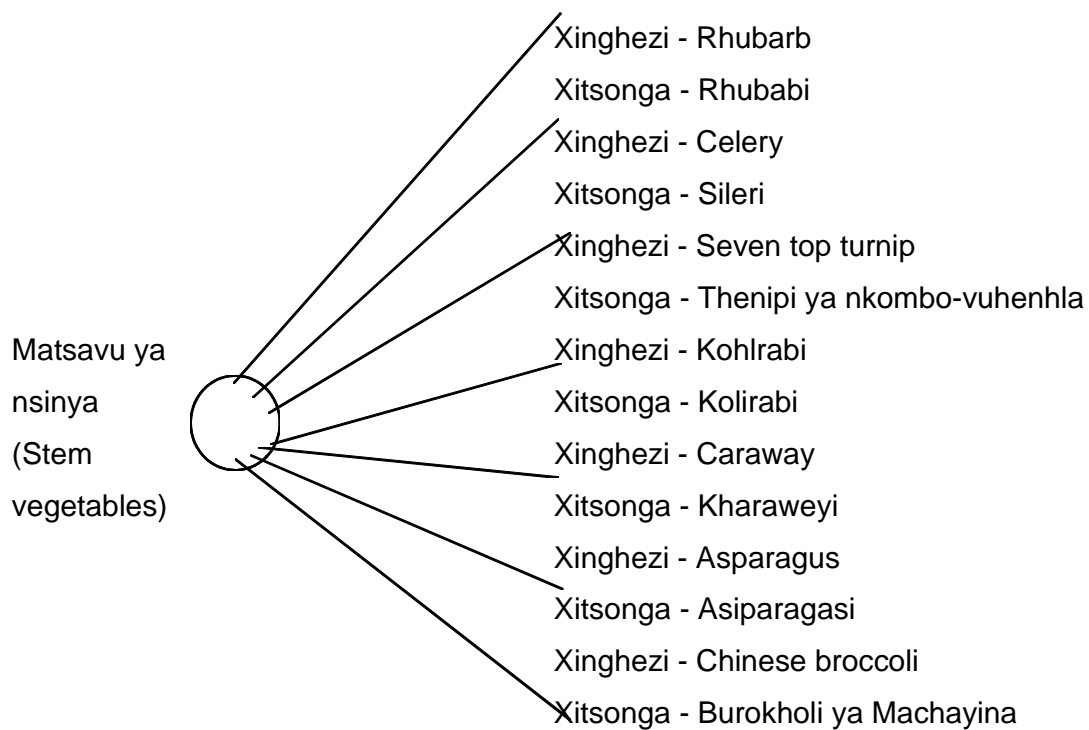 Matsavu ya
nsinya
(Stem
vegetables)
Xinghezi - Rhubarb
Xitsonga - Rhubabi
Xinghezi - Celery
Xitsonga - Sileri
Xinghezi - Seven top turnip
Xitsonga - Thenipi ya nkombo-vuhenhla
Xinghezi - Kohlrabi
Xitsonga - Kolirabi
Xinghezi - Caraway
Xitsonga - Kharaweyi
Xinghezi - Asparagus
Xitsonga - Asiparagasi
Xinghezi - Chinese broccoli
Xitsonga - Burokholi ya Machayina